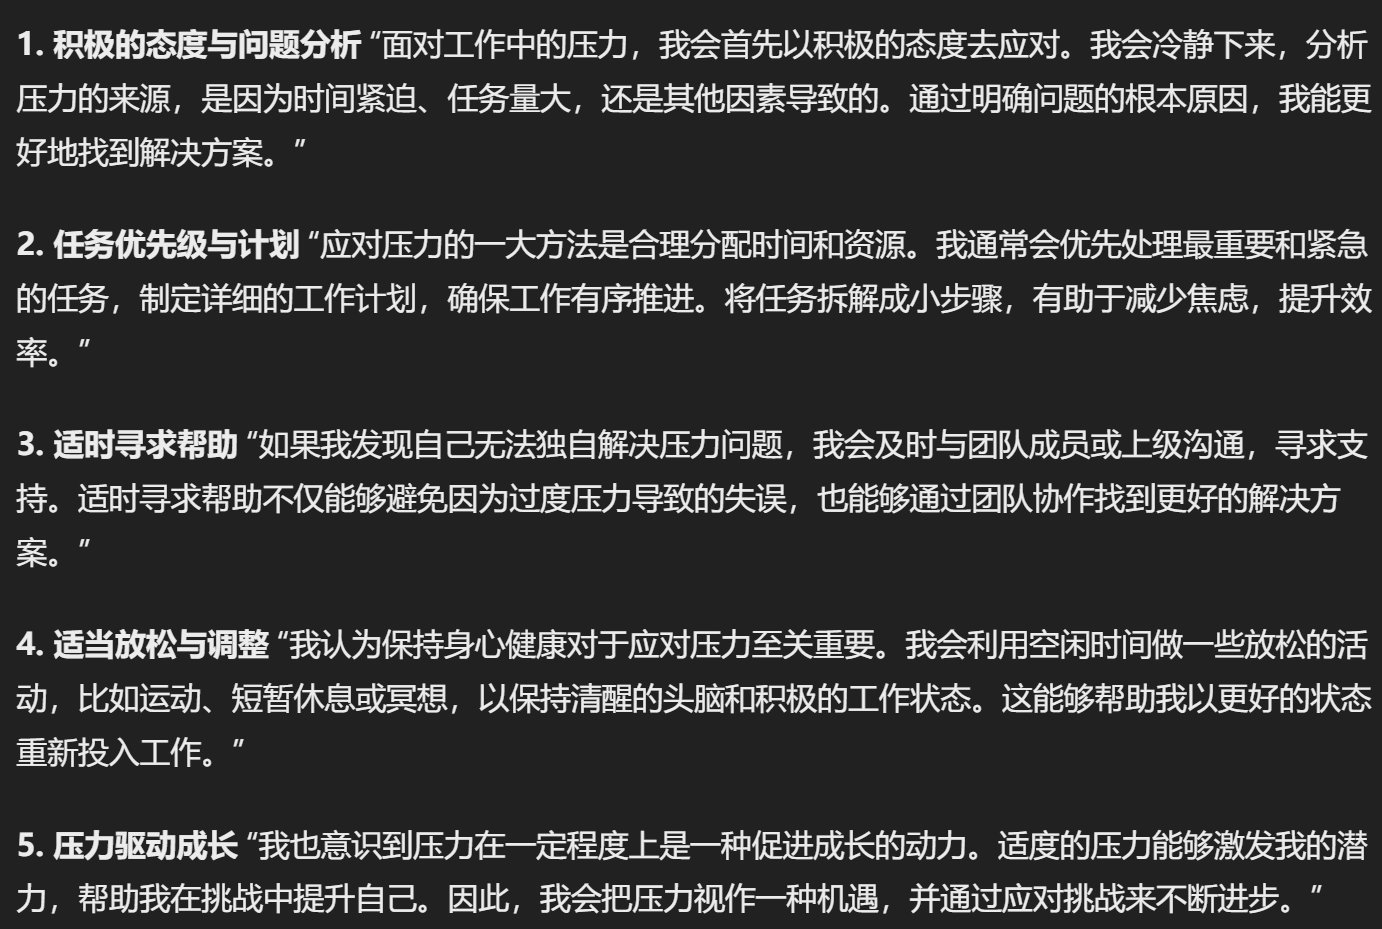 1. 积极的态度与问题分析 “面对工作中的压力，我会首先以积极的态度去应对。我会冷静下来，分析
压力的来源，是因为时间紧迫、任务量大，还是其他因素导致的。通过明确问题的根本原因，我能更
好地找到解决方案。”
2. 任务优先级与计划 “应对压力的一大方法是合理分配时间和资源。我通常会优先处理最重要和紧急
的任务，制定详细的工作计划，确保工作有序推进。将任务拆解成小步骤，有助于减少焦虑，提升效
率。”
3. 适时寻求帮助 “如果我发现自己无法独自解决压力问题，我会及时与团队成员或上级沟通，寻求支
持。适时寻求帮助不仅能够避免因为过度压力导致的失误，也能够通过团队协作找到更好的解决方
案。”
4. 适当放松与调整 “我认为保持身心健康对于应对压力至关重要。我会利用空闲时间做一些放松的活
动，比如运动、短暂休息或冥想，以保持清醒的头脑和积极的工作状态。这能够帮助我以更好的状态
重新投入工作。”
5. 压力驱动成长 “我也意识到压力在一定程度上是一种促进成长的动力。适度的压力能够激发我的潜
力，帮助我在挑战中提升自己。因此，我会把压力视作一种机遇，并通过应对挑战来不断进步。”